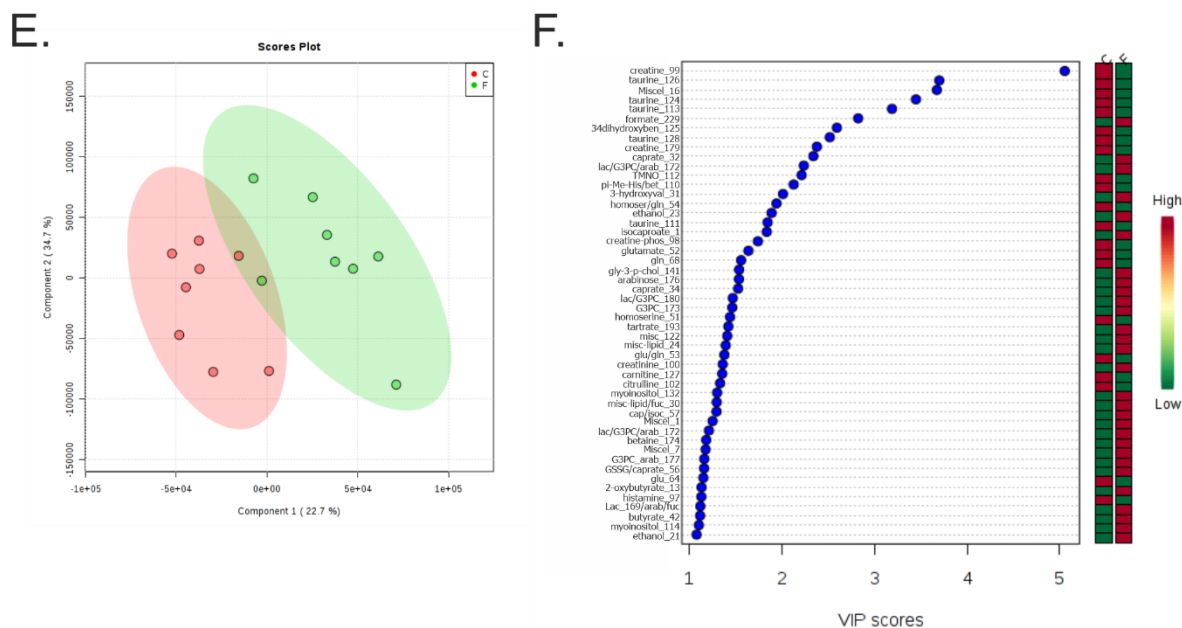 E.
Scores Plot
C
F
Component 2 ( 34.7 %)
150000
100000
50000
0
-50000
-100000
-150000
-1e+05
-5e+04
0e+00
5e+04
1e+05
Component 1 ( 22.7 %)
F.
creatine_99
taurine_126
Miscel_16
taurine_124
taurine_113
formate_229
34dihydroxyben_125
taurine_128
creatine_179
caprate_32
lac/G3PC/arab_172
TMNO_112
pi-Me-His/bet_110
3-hydroxyval_31
homoser/gln_54
ethanol_23
taurine_111
isocaproate_1
creatine-phos_98
glutamate_52
gln_68
gly-3-p-chol_141
arabinose_176
caprate_34
lac/G3PC_180
G3PC_173
homoserine_51
tartrate_193
misc_122
misc-lipid_24
glu/gln_53
creatinine_100
carnitine_127
citrulline_102
myoinositol_132
misc-lipid/fuc_30
cap/isoc_57
Miscel_1
lac/G3PC/arab_172
betaine_174
Miscel_7
G3PC_arab_177
GSSG/caprate_56
glu_64
2-oxybutyrate_13
histamine_97
Lac_169/arab/fuc
butyrate_42
myoinositol_114
ethanol_21
1
2
3
4
5
VIP scores
C
F
High
Low